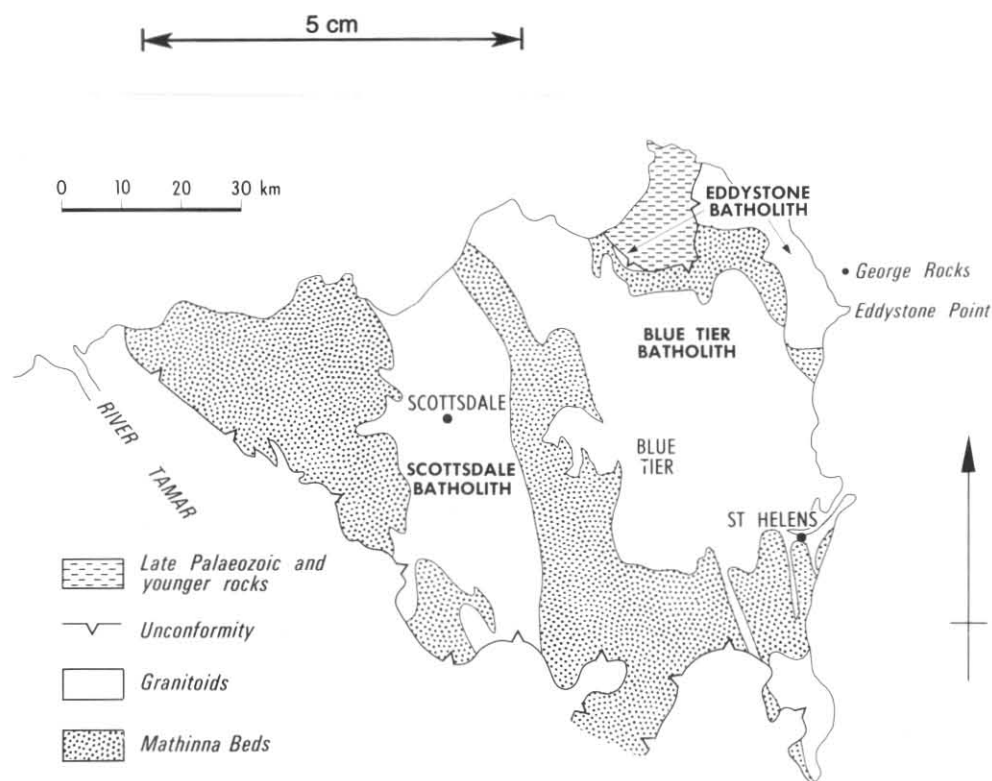 5 cm
0 10 20 30 km
EDDYSTONE
BATHOLITH
George Rocks
Eddystone Point
BLUE TIER
BATHOLITH
SCOTTSDALE
SCOTTSDALE
BATHOLITH
BLUE
TIER
RIVER TAMAR
ST HELENS
Late Palaeozoic and
younger rocks
Unconformity
Granitoids
Mathinna Beds